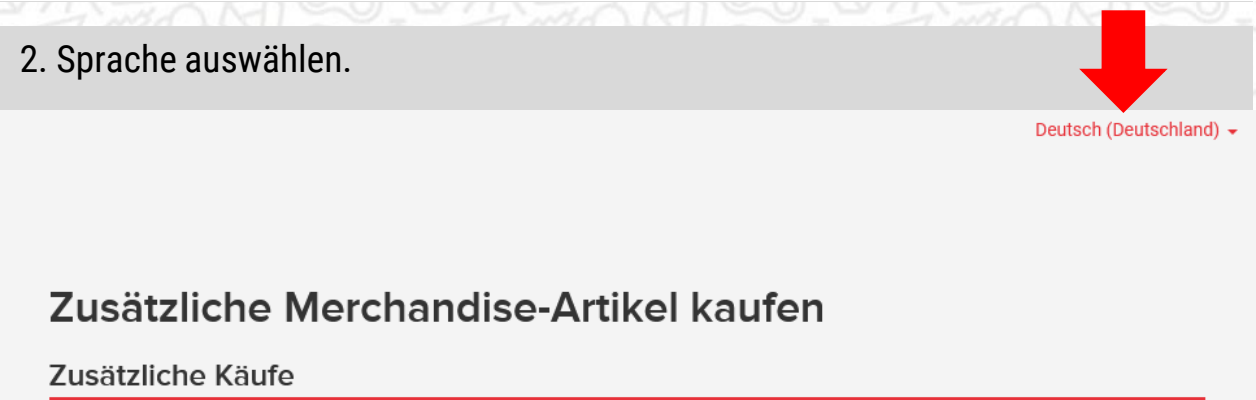 2. Sprache auswählen.
Deutsch (Deutschland)
Zusätzliche Merchandise-Artikel kaufen
Zusätzliche Käufe